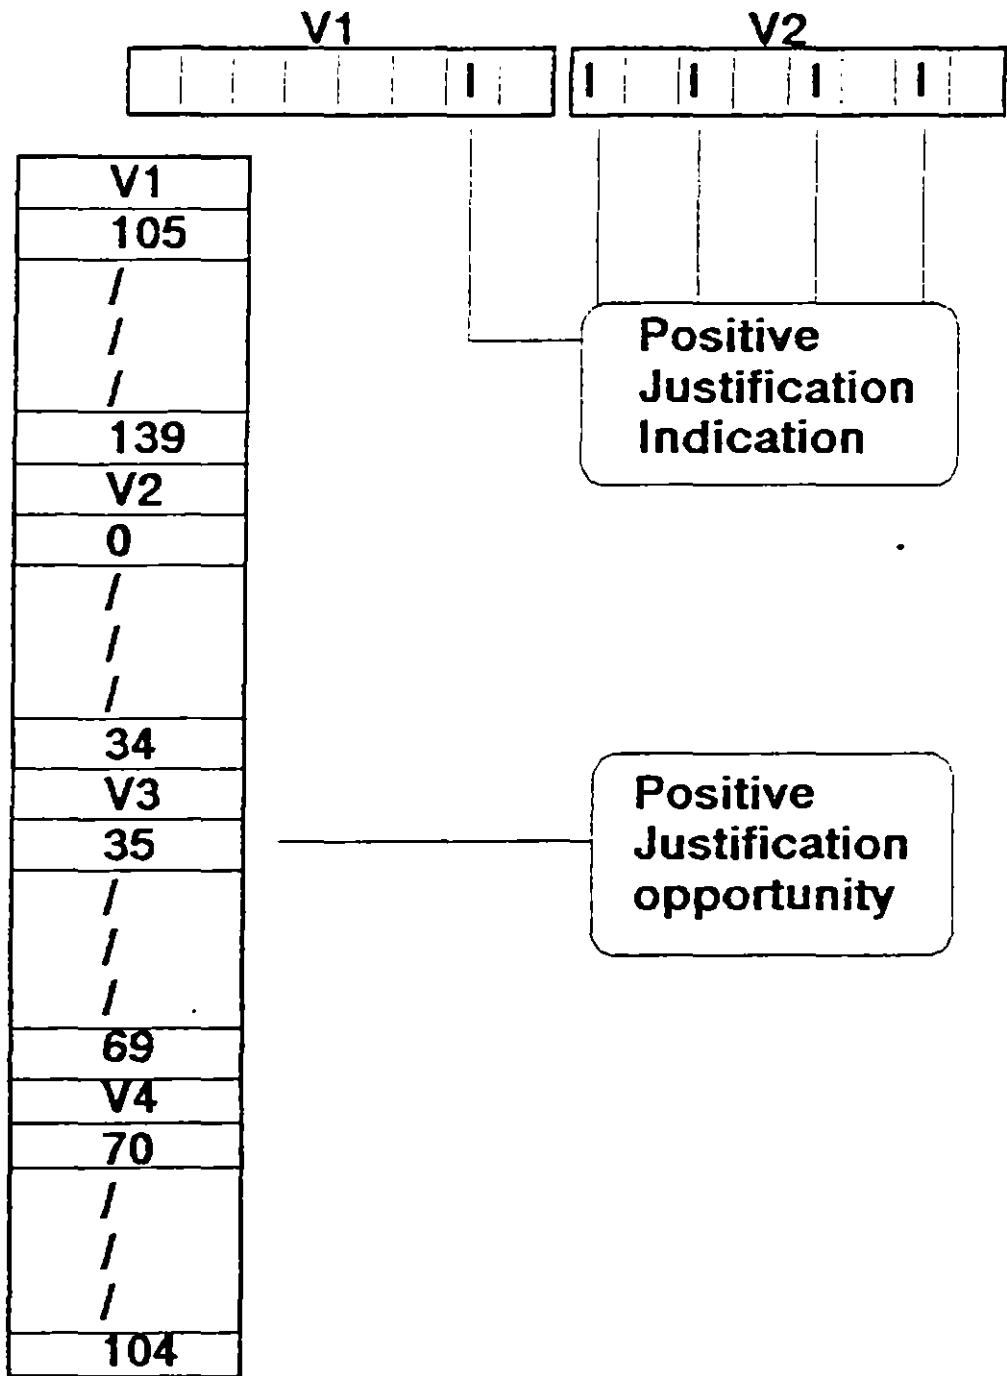 V1 V2
I I I I I
V1
105
/
/
/
139
V2
0
/
/
/
34
V3
35
/
/
/
69
V4
70
/
/
/
104
Positive
Justification
Indication
Positive
Justification
opportunity